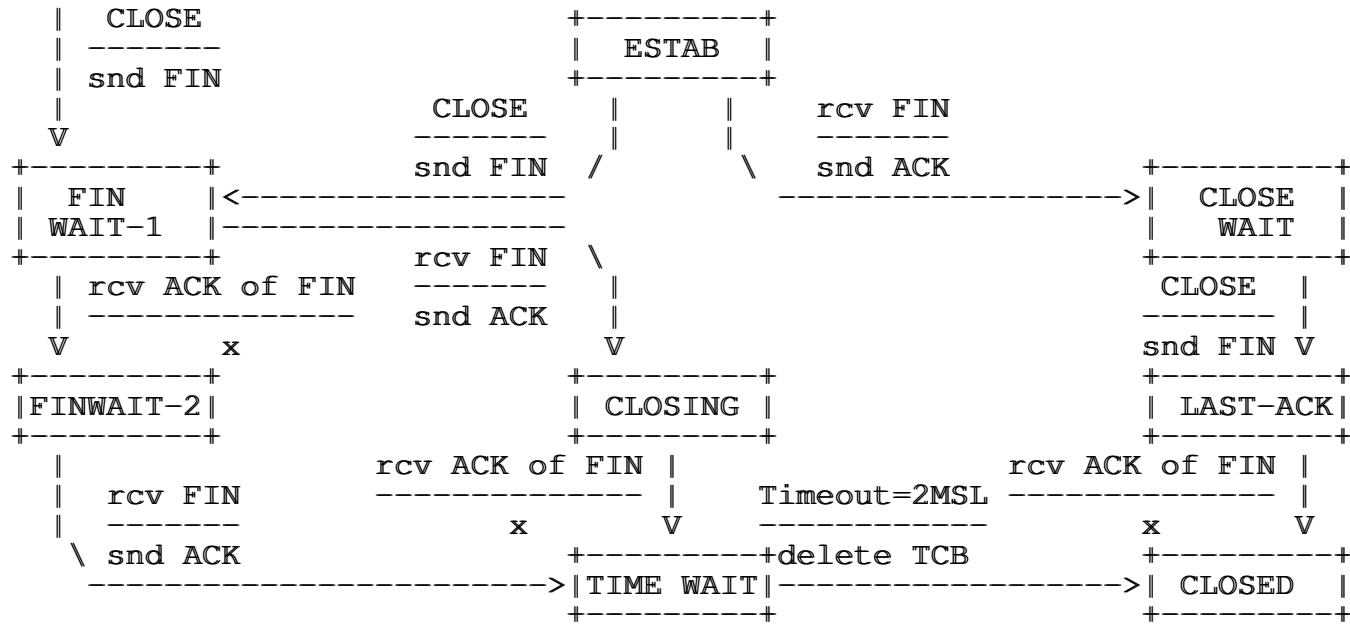 |  CLOSE                   +---------+
    | -------                  |  ESTAB  |
    | snd FIN                  +---------+
    |                   CLOSE    |     |    rcv FIN
    V                  -------   |     |    -------
  +---------+          snd FIN  /       \   snd ACK          +---------+
  |  FIN    |<-----------------           ------------------>|  CLOSE  |
  | WAIT-1  |------------------                              |   WAIT  |
  +---------+          rcv FIN  \                            +---------+
    | rcv ACK of FIN   -------   |                            CLOSE  |
    | --------------   snd ACK   |                           ------- |
    V        x                   V                           snd FIN V
  +---------+                  +---------+                   +---------+
  |FINWAIT-2|                  | CLOSING |                   | LAST-ACK|
  +---------+                  +---------+                   +---------+
    |                rcv ACK of FIN |                 rcv ACK of FIN |
    |  rcv FIN       -------------- |    Timeout=2MSL -------------- |
    |  -------              x       V    ------------        x       V
     \ snd ACK                 +---------+delete TCB         +---------+
      ------------------------>|TIME WAIT|------------------>| CLOSED  |
                               +---------+                   +---------+